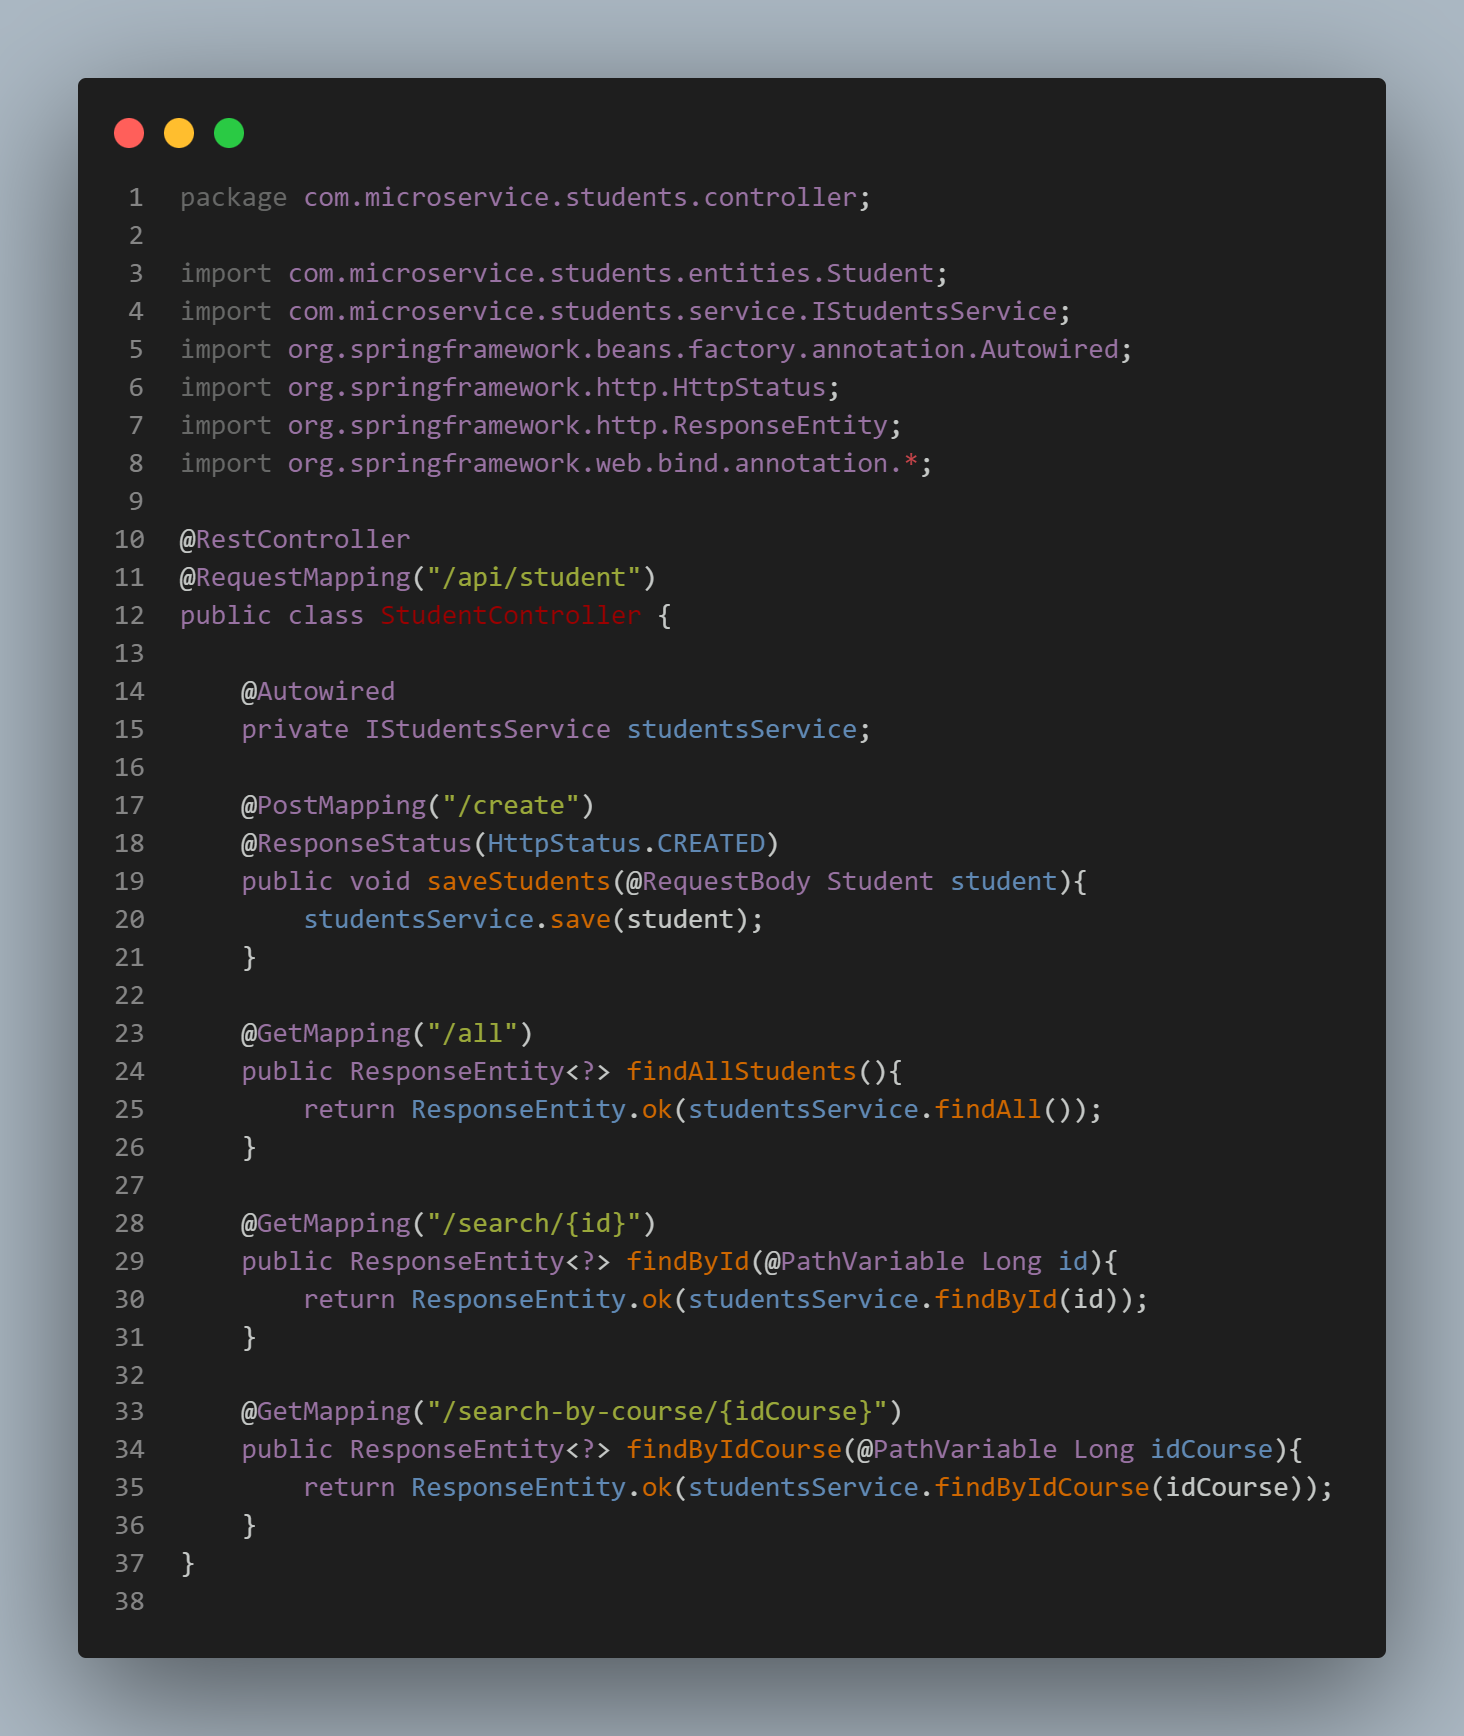 1 package com.microservice.students.controller;
2
3 import com.microservice.students.entities.Student;
4 import com.microservice.students.service.IStudentsService;
5 import org.springframework.beans.factory.annotation.Autowired;
6 import org.springframework.http.HttpStatus;
7 import org.springframework.http.ResponseEntity;
8 import org.springframework.web.bind.annotation.*;
9
10 @RestController
11 @RequestMapping("/api/student")
12 public class StudentController {
13
14     @Autowired
15     private IStudentsService studentsService;
16
17     @PostMapping("/create")
18     @ResponseStatus(HttpStatus.CREATED)
19     public void saveStudents(@RequestBody Student student){
20         studentsService.save(student);
21     }
22
23     @GetMapping("/all")
24     public ResponseEntity<?> findAllStudents(){
25         return ResponseEntity.ok(studentsService.findAll());
26     }
27
28     @GetMapping("/search/{id}")
29     public ResponseEntity<?> findById(@PathVariable Long id){
30         return ResponseEntity.ok(studentsService.findById(id));
31     }
32
33     @GetMapping("/search-by-course/{idCourse}")
34     public ResponseEntity<?> findByIdCourse(@PathVariable Long idCourse){
35         return ResponseEntity.ok(studentsService.findByIdCourse(idCourse));
36     }
37 }
38